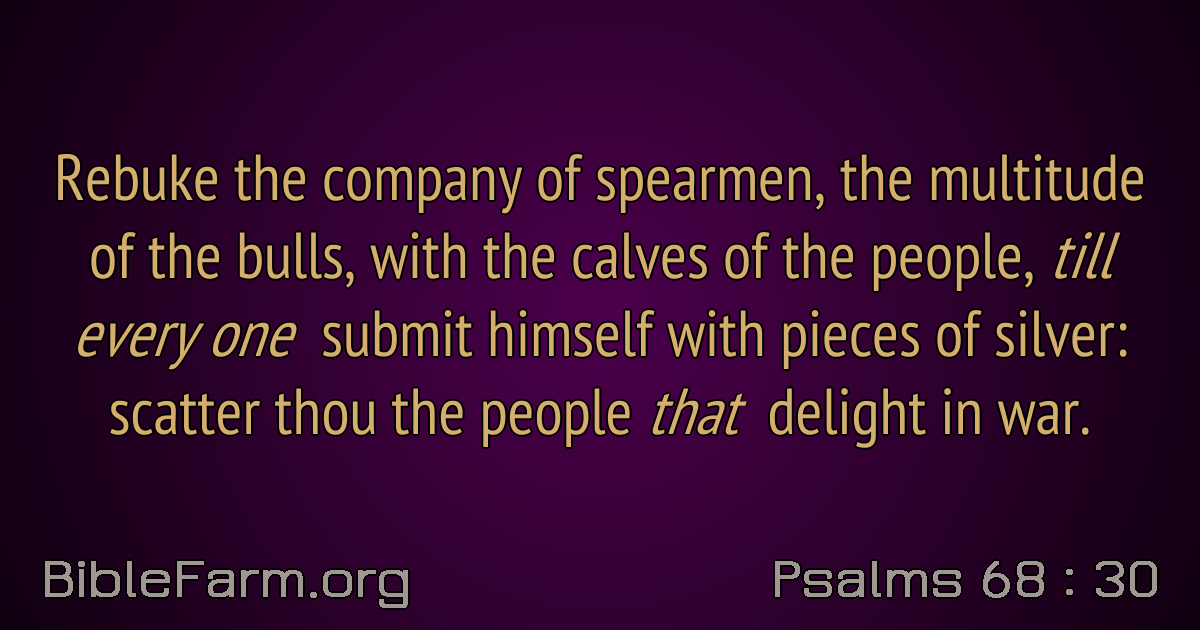 Rebuke the company of spearmen, the multitude
of the bulls, with the calves of the people, till
every one submit himself with pieces of silver:
scatter thou the people that delight in war.
BibleFarm.org
Psalms 68 : 30